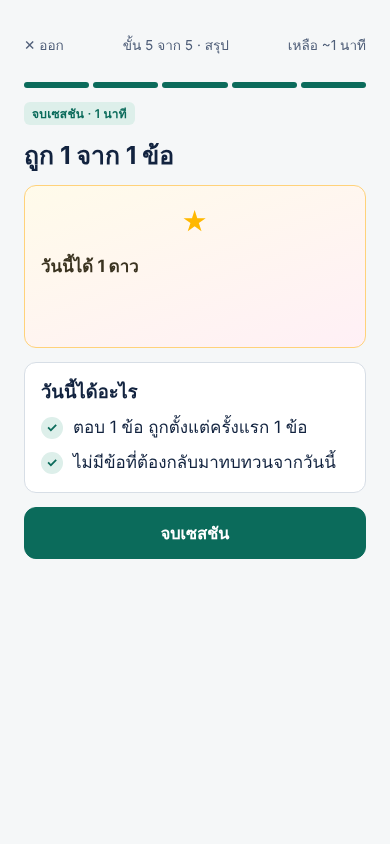 ✕ ออก
ขั้น 5 จาก 5 · สรุป
เหลือ ~1 นาที
จบเซสชัน · 1 นาที
ถูก 1 จาก 1 ข้อ
วันนี้ได้ 1 ดาว
วันนี้ได้อะไร
ตอบ 1 ข้อ ถูกตั้งแต่ครั้งแรก 1 ข้อ
ไม่มีข้อที่ต้องกลับมาทบทวนจากวันนี้
จบเซสชัน